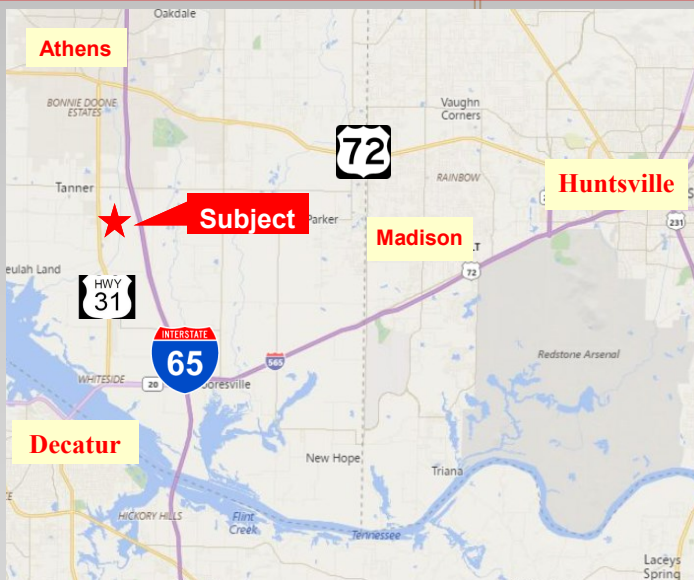 Oakdale
Athens
BONNIE DOONE
ESTATES
Vaughn
Corners
72
Tanner
RAINBOW
Huntsville
Subject
Parker
Madison
231
72
HWY
31
INTERSTATE
65
565
Redstone Arsenal
WHITESIDE
20
Decatur
New Hope
Triana
HICKORY HILLS
Flint
Creek
Tennessee
Laceys
Spring